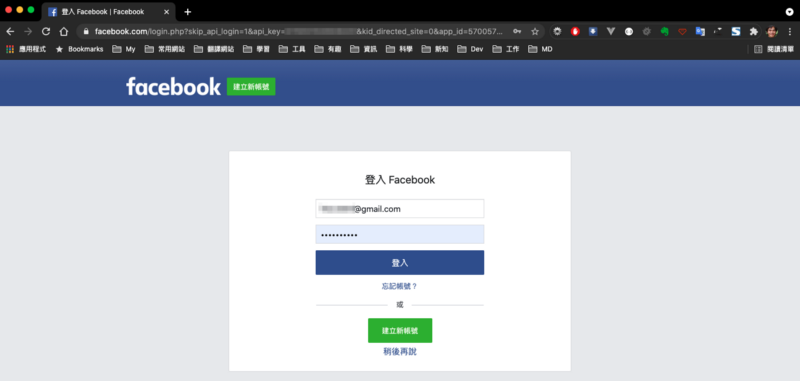 登入 Facebook | Facebook
facebook.com/login.php?skip_api_login=1&api_key= &kid_directed_site=0&app_id=570057...
應用程式 Bookmarks My 常用網站 翻譯網站 學習 工具 有趣 資訊 科學 新知 Dev 工作 MD 閱讀清單
facebook 建立新帳號
登入 Facebook
@gmail.com
登入
忘記帳號？
或
建立新帳號
稍後再說